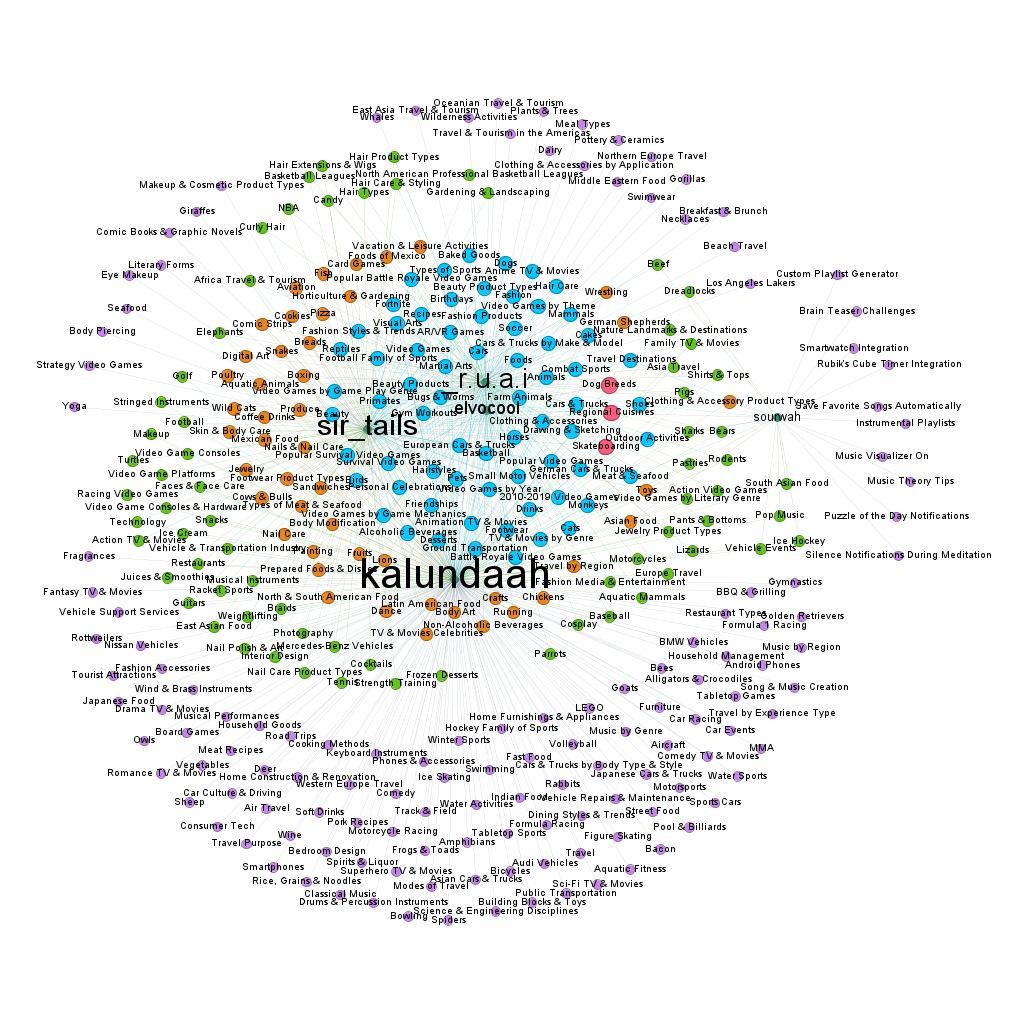 Oceanian Travel & Tourism
East Asia Travel & Tourism
Plants & Trees
Whales
Wilderness Activities
Meal Types
Travel & Tourism in the Americas
Pottery & Ceramics
Dairy
Hair Product Types
Northern Europe Travel
Hair Extensions & Wigs
Clothing & Accessories by Application
Basketball Leagues
North American Professional Basketball Leagues
Makeup & Cosmetic Product Types
Hair Care & Styling
Middle Eastern Food
Gorillas
Hair Types
Gardening & Landscaping
Candy
Swimwear
NBA
Giraffes
Breakfast & Brunch
Necklaces
Curly Hair
Comic Books & Graphic Novels
Vacation & Leisure Activities
Beach Travel
Foods of Mexico
Baked Goods
Card Games
Dogs
Literary Forms
Beef
Fish
Types of Sports
Anime TV & Movies
Eye Makeup
Custom Playlist Generator
Africa Travel & Tourism
Popular Battle Royale Video Games
Los Angeles Lakers
Aviation
Beauty Product Types
Hair Care
Wrestling
Dreadlocks
Horticulture & Gardening
Birthdays
Fashion
Fortnite
Video Games by Theme
Seafood
Cookies
Pizza
Recipes
Fashion Products
Mammals
Brain Teaser Challenges
Comic Strips
Visual Arts
German Shepherds
Elephants
Fashion Styles & Trends
AR/VR Games
Soccer
Cakes
Nature Landmarks & Destinations
Body Piercing
Breads
Cars & Trucks by Make & Model
Family TV & Movies
Snakes
Reptiles
Video Games
Cars
Smartwatch Integration
Digital Art
Football Family of Sports
Foods
Travel Destinations
Strategy Video Games
Martial Arts
Combat Sports
Asia Travel
Rubik's Cube Timer Integration
Golf
Poultry
Boxing
_r.u.a.i
Animals
Shirts & Tops
Aquatic Animals
Beauty Products
Dog Breeds
Video Games by Play Genre
Bugs & Worms
Farm Animals
Pigs
Stringed Instruments
Primates
Clothing & Accessory Product Types
Yoga
Wild Cats
Produce
elvocool
Cars & Trucks
Shoes
Save Favorite Songs Automatically
Beauty
Gym Workouts
Regional Cuisines
Coffee Drinks
sourwah
Football
Clothing & Accessories
Instrumental Playlists
sir_tails
Makeup
Skin & Body Care
Drawing & Sketching
Sharks
Bears
Mexican Food
Horses
Outdoor Activities
European Cars & Trucks
Skateboarding
Nails & Nail Care
Video Game Consoles
Popular Survival Video Games
Basketball
Music Visualizer On
Turtles
Survival Video Games
Popular Video Games
Rodents
Pastries
Jewelry
Hairstyles
German Cars & Trucks
Video Game Platforms
Footwear Product Types
Birds
Pets
Small Motor Vehicles
Meat & Seafood
Faces & Face Care
Sandwiches
Personal Celebrations
Video Games by Year
Toys
Action Video Games
South Asian Food
Music Theory Tips
Racing Video Games
Cows & Bulls
2010-2019 Video Games
Video Games by Literary Genre
Types of Meat & Seafood
Friendships
Monkeys
Video Game Consoles & Hardware
Drinks
Video Games by Game Mechanics
Pop Music
Puzzle of the Day Notifications
Technology
Snacks
Body Modification
Animation TV & Movies
Asian Food
Pants & Bottoms
Nail Care
Alcoholic Beverages
Footwear
Cats
Jewelry Product Types
Ice Cream
Action TV & Movies
Desserts
TV & Movies by Genre
Ice Hockey
Vehicle & Transportation Industry
Painting
Fruits
Ground Transportation
Lizards
Vehicle Events
Fragrances
Lions
Battle Royale Video Games
Motorcycles
Silence Notifications During Meditation
Restaurants
Prepared Foods & Dishes
kalundaah
Travel by Region
Europe Travel
Juices & Smoothies
Musical Instruments
Fashion Media & Entertainment
Gymnastics
Fantasy TV & Movies
Racket Sports
BBQ & Grilling
North & South American Food
Crafts
Chickens
Aquatic Mammals
Guitars
Latin American Food
Vehicle Support Services
Braids
Dance
Body Art
Running
Restaurant Types
Golden Retrievers
Weightlifting
Baseball
East Asian Food
Non-Alcoholic Beverages
Cosplay
Formula 1 Racing
Photography
TV & Movies Celebrities
Rottweilers
Nissan Vehicles
Nail Polish & Art
Mercedes-Benz Vehicles
BMW Vehicles
Music by Region
Interior Design
Parrots
Household Management
Fashion Accessories
Cocktails
Bees
Android Phones
Tourist Attractions
Nail Care Product Types
Frozen Desserts
Alligators & Crocodiles
Tennis
Strength Training
Wind & Brass Instruments
Goats
Song & Music Creation
Japanese Food
Tabletop Games
Drama TV & Movies
LEGO
Furniture
Musical Performances
Home Furnishings & Appliances
Car Racing
Travel by Experience Type
Household Goods
Hockey Family of Sports
Music by Genre
Car Events
Board Games
Road Trips
Owls
Cooking Methods
Winter Sports
Volleyball
Aircraft
MMA
Meat Recipes
Keyboard Instruments
Fast Food
Comedy TV & Movies
Phones & Accessories
Cars & Trucks by Body Type & Style
Vegetables
Deer
Swimming
Japanese Cars & Trucks
Romance TV & Movies
Home Construction & Renovation
Ice Skating
Water Sports
Western Europe Travel
Rabbits
Motorsports
Car Culture & Driving
Comedy
Indian Food
Vehicle Repairs & Maintenance
Sheep
Air Travel
Water Activities
Sports Cars
Soft Drinks
Track & Field
Dining Styles & Trends
Street Food
Consumer Tech
Pork Recipes
Formula Racing
Pool & Billiards
Wine
Motorcycle Racing
Tabletop Sports
Figure Skating
Travel Purpose
Amphibians
Bedroom Design
Frogs & Toads
Travel
Bacon
Spirits & Liquor
Audi Vehicles
Smartphones
Superhero TV & Movies
Bicycles
Aquatic Fitness
Rice, Grains & Noodles
Asian Cars & Trucks
Sci-Fi TV & Movies
Modes of Travel
Classical Music
Public Transportation
Drums & Percussion Instruments
Building Blocks & Toys
Science & Engineering Disciplines
Bowling
Spiders